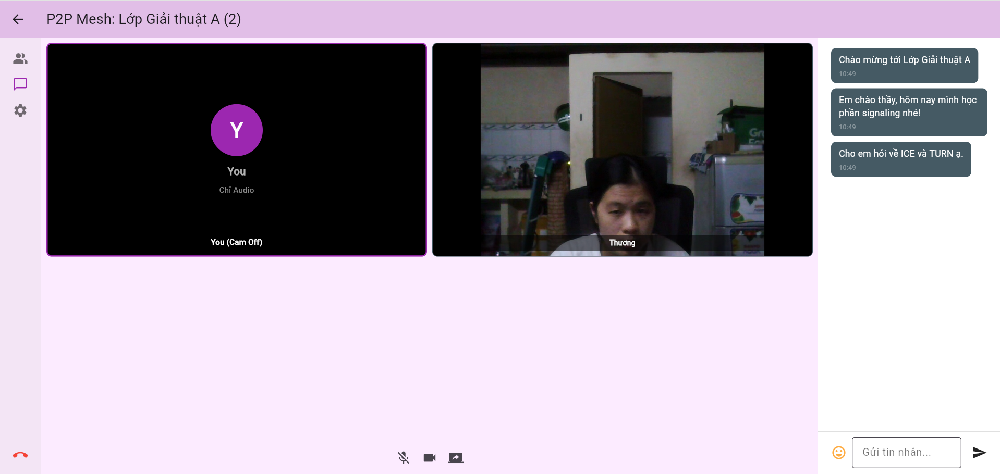 P2P Mesh: Lớp Giải thuật A (2)
Y
You
Chỉ Audio
You (Cam Off)
Thương
Chào mừng tới Lớp Giải thuật A
10:49
Em chào thầy, hôm nay mình học
phần signaling nhé!
10:49
Cho em hỏi về ICE và TURN ạ.
10:49
Gửi tin nhắn...